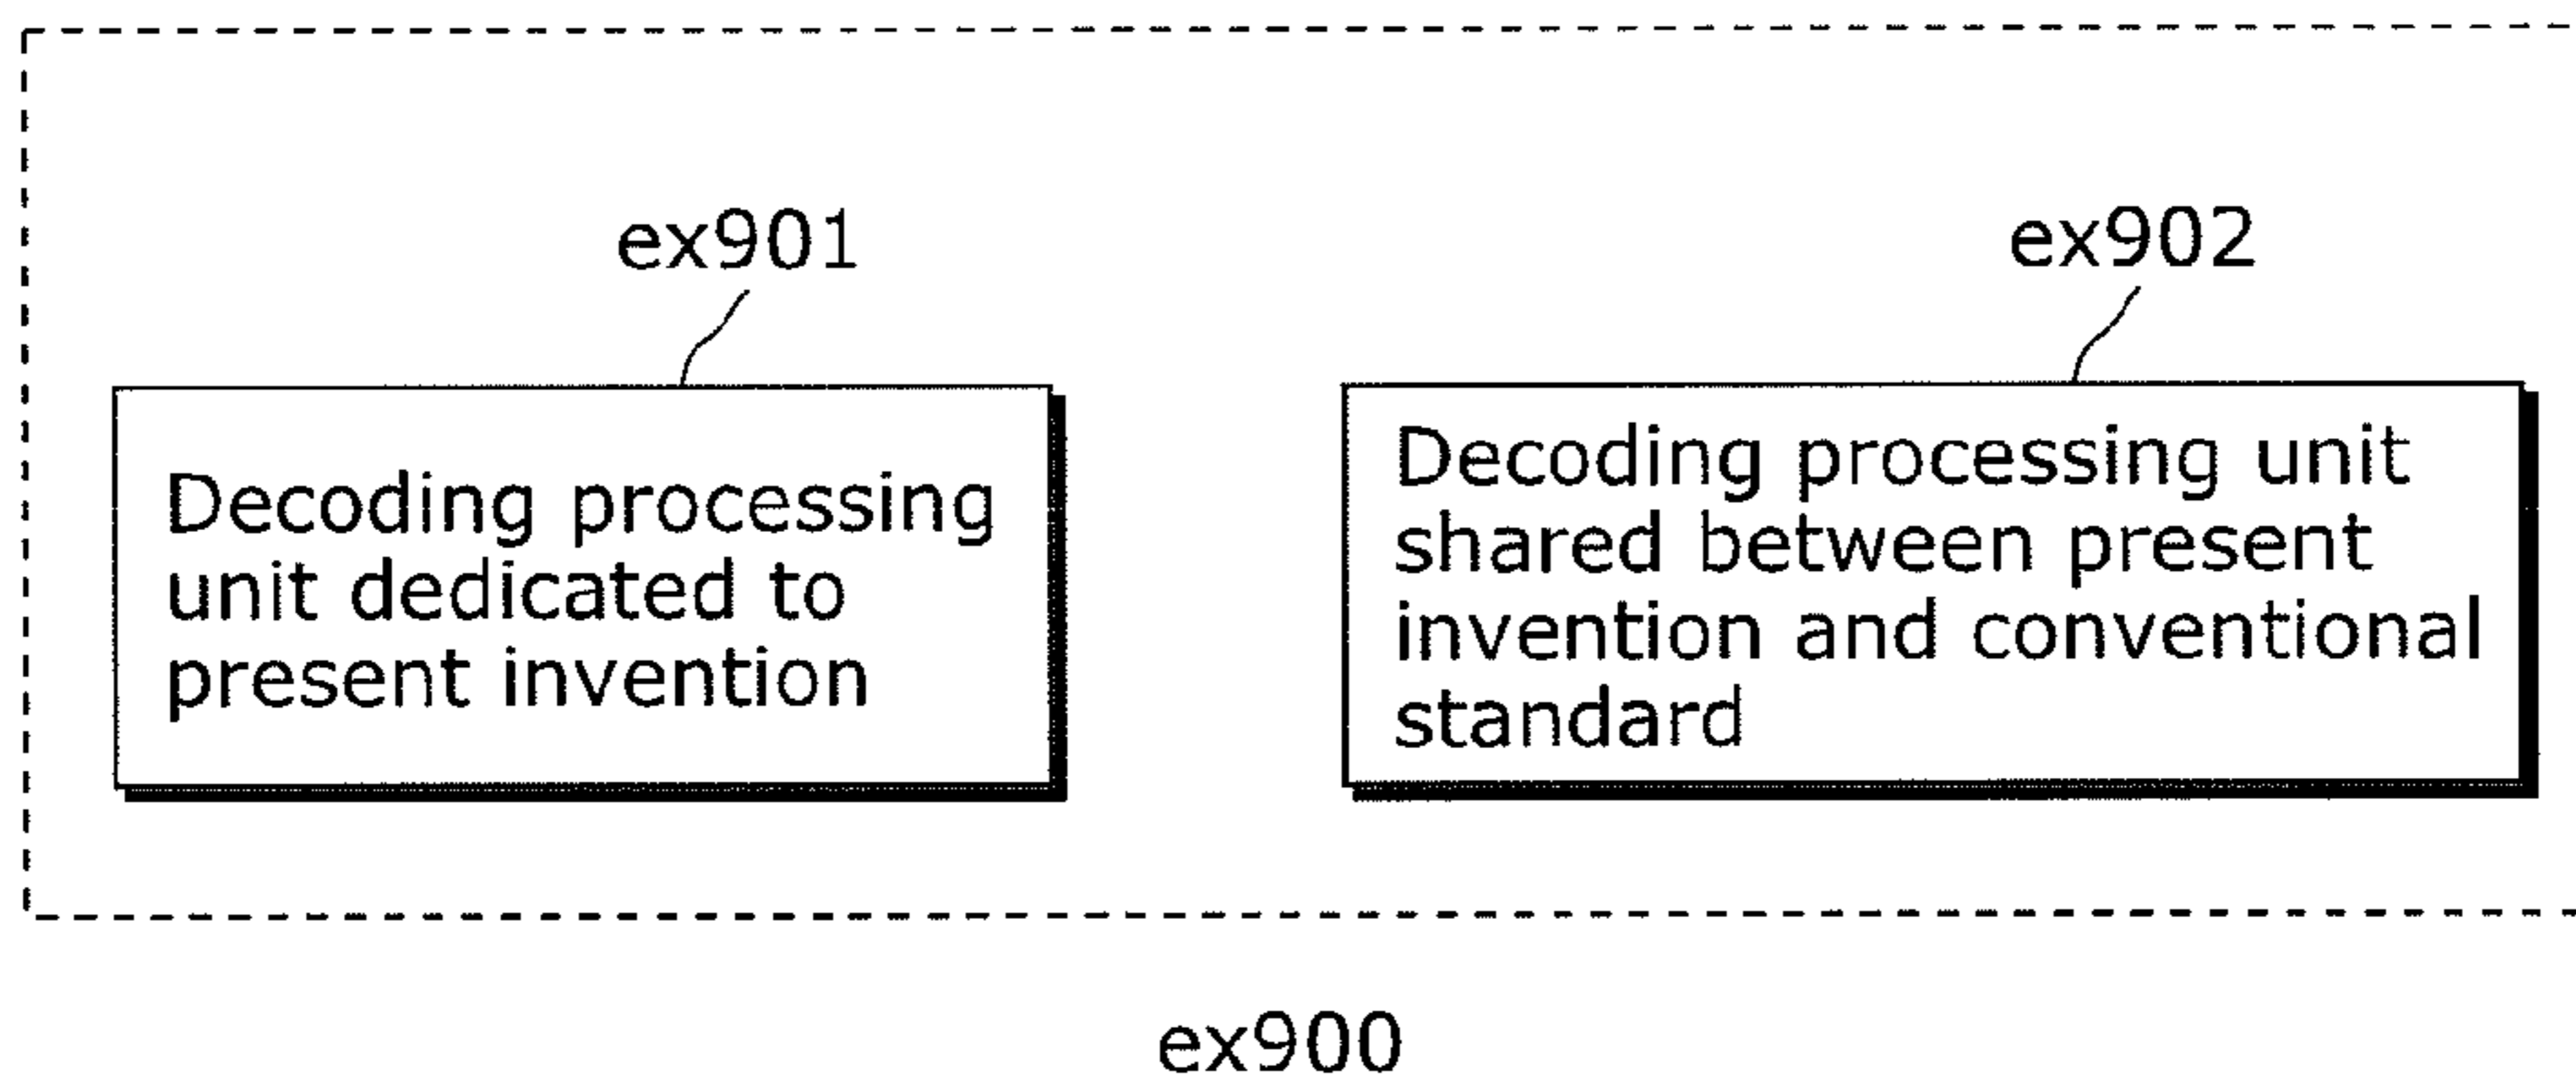 ex901
Decoding processing
unit dedicated to
present invention
ex902
Decoding processing unit
shared between present
invention and conventional
standard
ex900